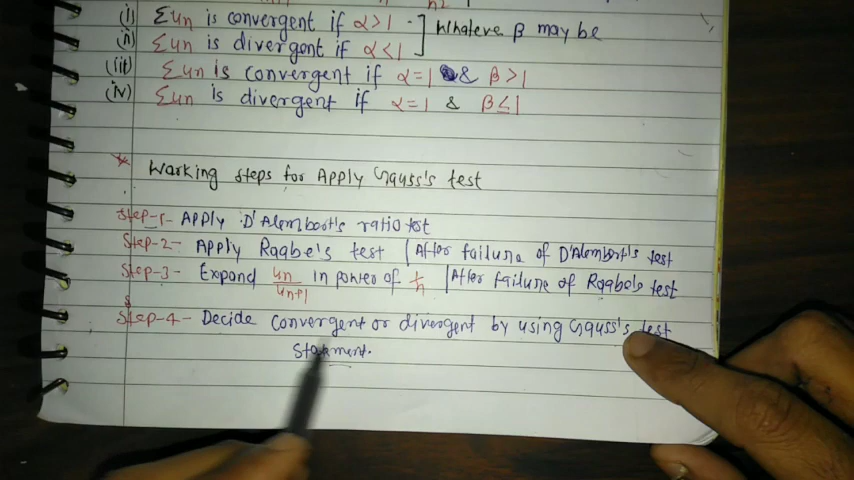 (i) Σun is convergent if α>1 ] Whateve β may be
(ii) Σun is divergent if α<1
(iii) Σun is convergent if α=1 & β>1
(iv) Σun is divergent if α=1 & β≤1
* Working steps for Apply Gauss's test
Step-1- Apply D'Alembert's ratio test
Step-2- Apply Raabe's test | After failure of D'Alembert's test
Step-3- Expand un/un+1 in power of 1/n | After failure of Raabe's test
Step-4- Decide convergent or divergent by using Gauss's test
Statement.